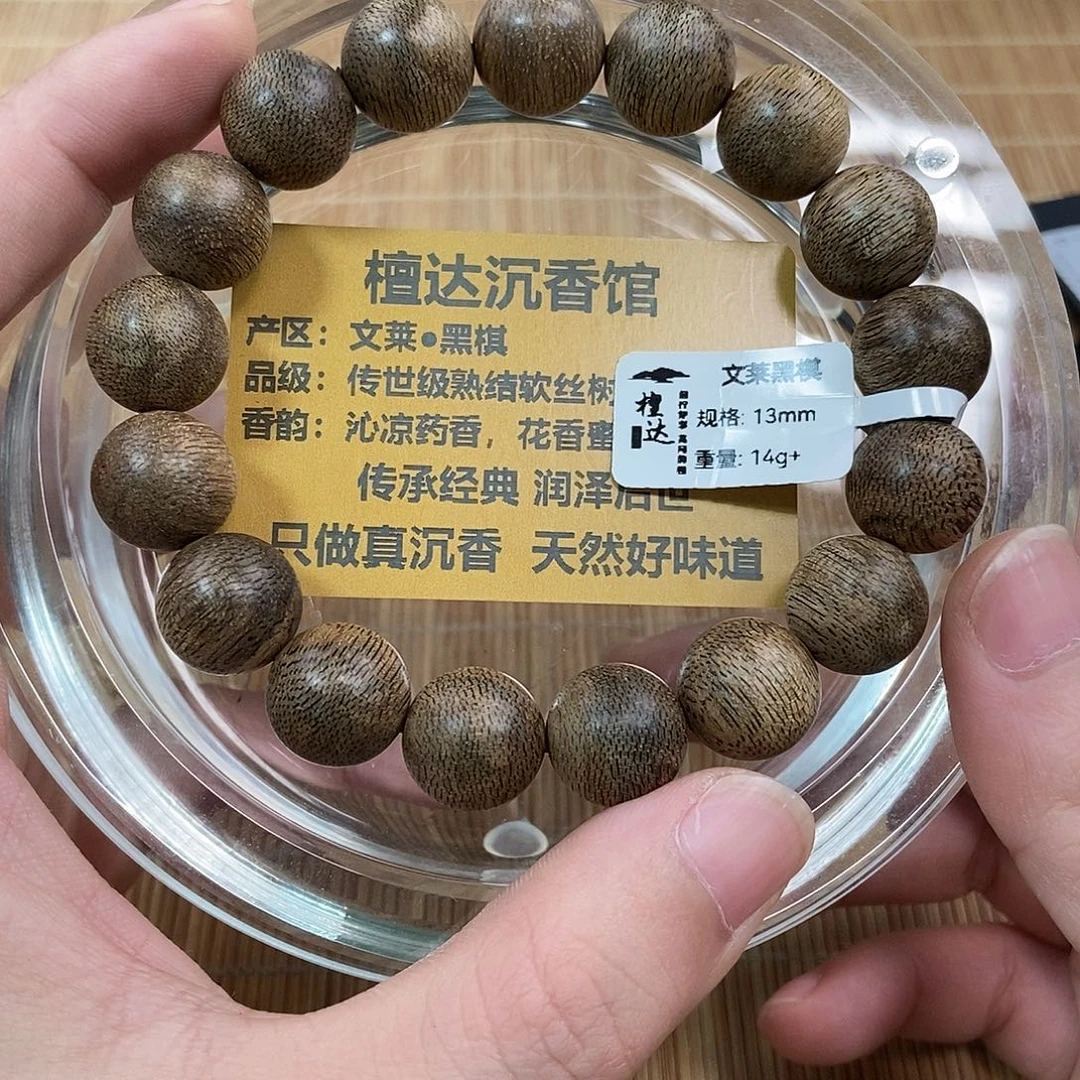 檀达沉香馆
产区：文莱•黑棋
品级：传世级熟结软丝树
香韵：沁凉药香，花香蜜
传承经典 润泽后世
只做真沉香 天然好味道
文莱黑棋
檀达
规格: 13mm
重量: 14g+